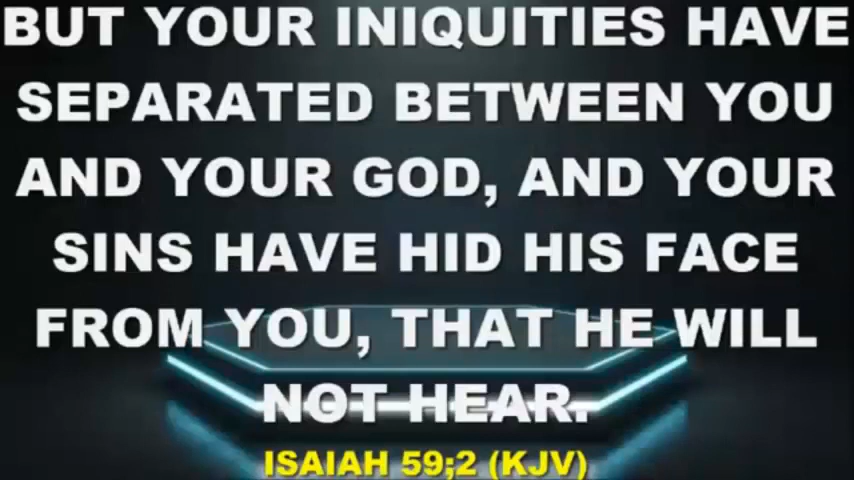 BUT YOUR INIQUITIES HAVE
SEPARATED BETWEEN YOU
AND YOUR GOD, AND YOUR
SINS HAVE HID HIS FACE
FROM YOU, THAT HE WILL
NOT HEAR.
ISAIAH 59;2 (KJV)